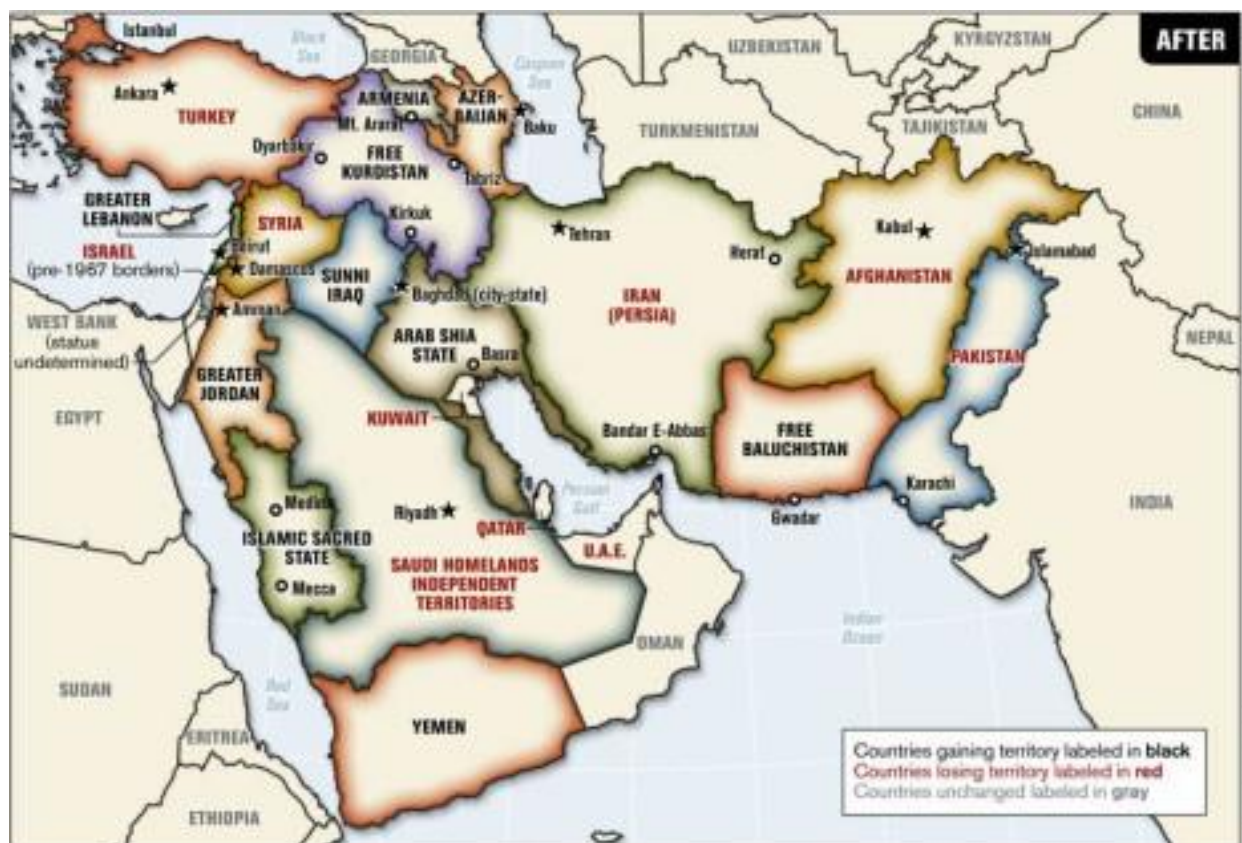 AFTER
Istanbul
Black
Sea
GEORGIA
Caspian
Sea
UZBEKISTAN
KYRGYZSTAN
Ankara
TURKEY
ARMENIA
Mt. Ararat
AZER-
BAIJAN
Baku
TURKMENISTAN
TAJIKISTAN
CHINA
Dyarbakir
FREE
KURDISTAN
Tabriz
GREATER
LEBANON
SYRIA
Kirkuk
Tehran
Herat
Kabul
Islamabad
ISRAEL
(pre-1967 borders)
Beirut
Damascus
SUNNI
IRAQ
Baghdad (city-state)
IRAN
(PERSIA)
AFGHANISTAN
WEST BANK
(status
undetermined)
Amman
ARAB SHIA
STATE
Basra
PAKISTAN
NEPAL
GREATER
JORDAN
EGYPT
KUWAIT
Bandar E-Abbas
FREE
BALUCHISTAN
Medina
Riyadh
Persian
Gulf
Karachi
Gwadar
INDIA
QATAR
U.A.E.
ISLAMIC SACRED
STATE
Mecca
SAUDI HOMELANDS
INDEPENDENT
TERRITORIES
OMAN
Indian
Ocean
SUDAN
Red
Sea
YEMEN
ERITREA
ETHIOPIA
Countries gaining territory labeled in black
Countries losing territory labeled in red
Countries unchanged labeled in gray